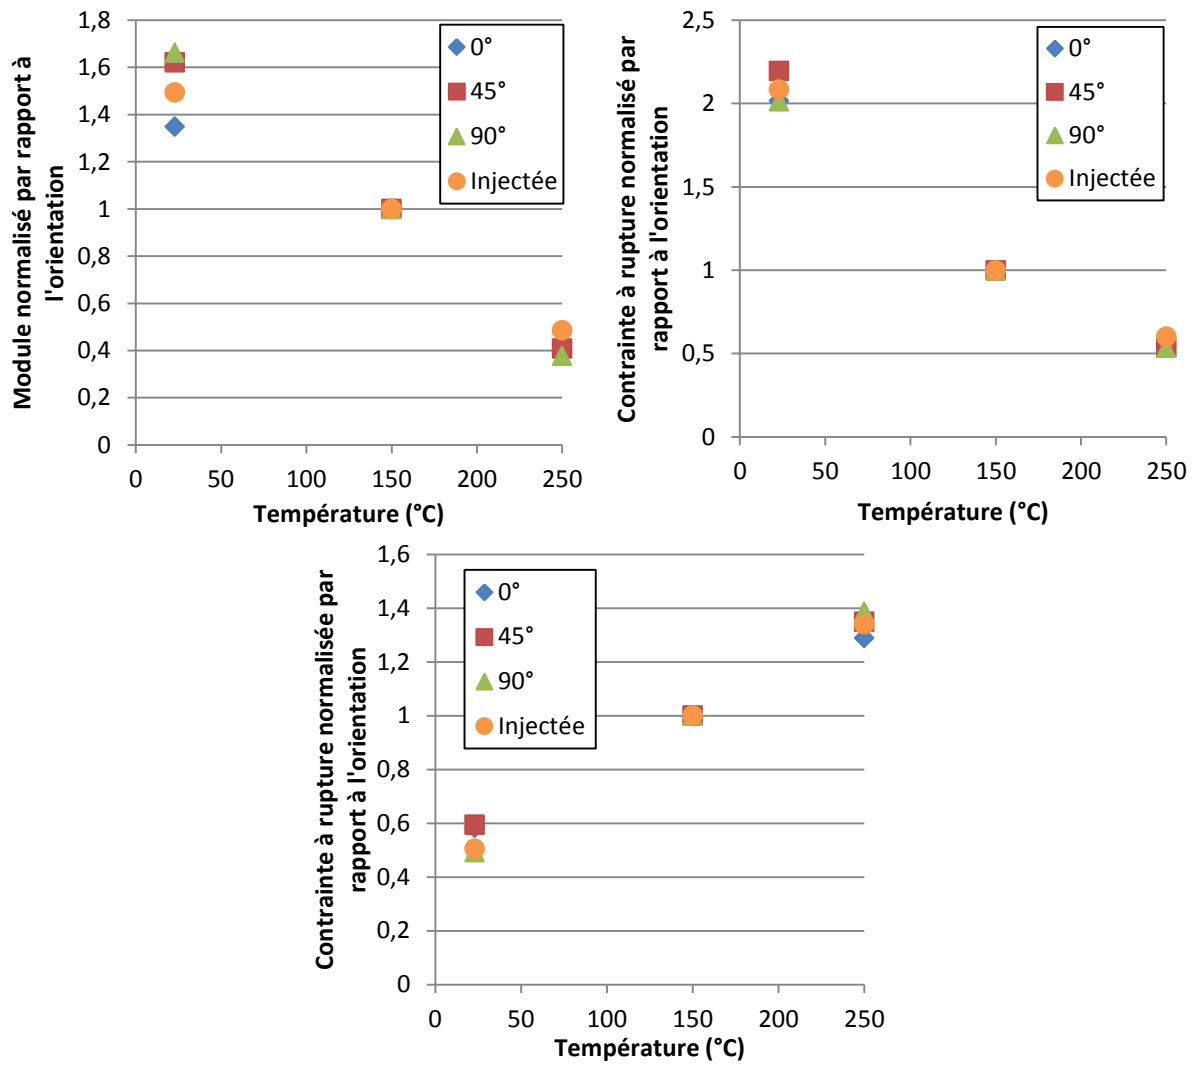 Module normalisé par rapport à
l'orientation
1,8
1,6
1,4
1,2
1
0,8
0,6
0,4
0,2
0
0 50 100 150 200 250
Température (°C)
0°
45°
90°
Injectée
Contrainte à rupture normalisé par
rapport à l'orientation
2,5
2
1,5
1
0,5
0
0 50 100 150 200 250
Température (°C)
0°
45°
90°
Injectée
Contrainte à rupture normalisée par
rapport à l'orientation
1,6
1,4
1,2
1
0,8
0,6
0,4
0,2
0
0 50 100 150 200 250
Température (°C)
0°
45°
90°
Injectée